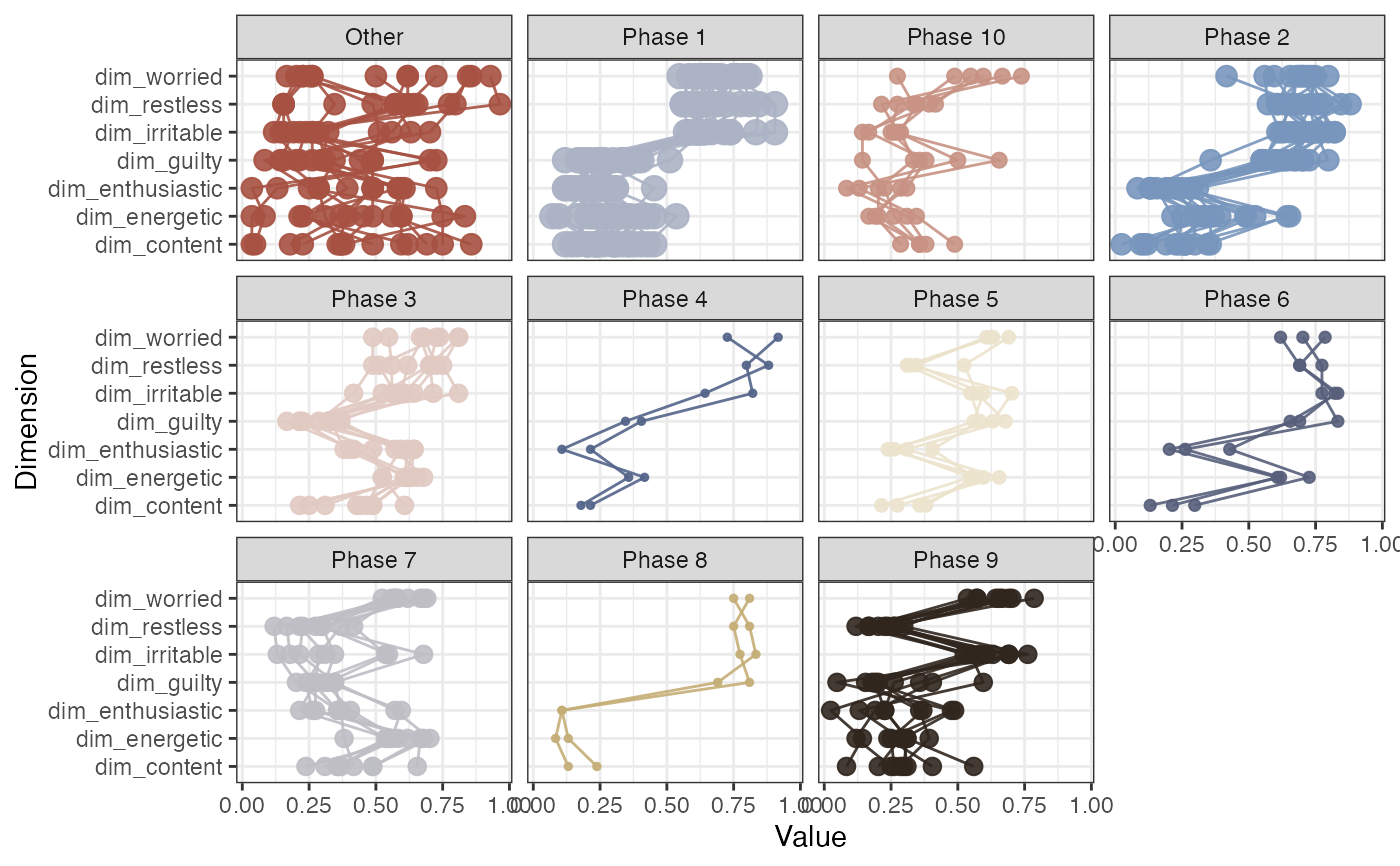 Other Phase 1 Phase 10 Phase 2
dim_worried
dim_restless
dim_irritable
dim_guilty
dim_enthusiastic
dim_energetic
dim_content
Phase 3 Phase 4 Phase 5 Phase 6
dim_worried
dim_restless
dim_irritable
dim_guilty
dim_enthusiastic
dim_energetic
dim_content
0.00 0.25 0.50 0.75 1.00
Phase 7 Phase 8 Phase 9
dim_worried
dim_restless
dim_irritable
dim_guilty
dim_enthusiastic
dim_energetic
dim_content
0.00 0.25 0.50 0.75 1.00 0.00 0.25 0.50 0.75 1.00 0.00 0.25 0.50 0.75 1.00
Value
Dimension